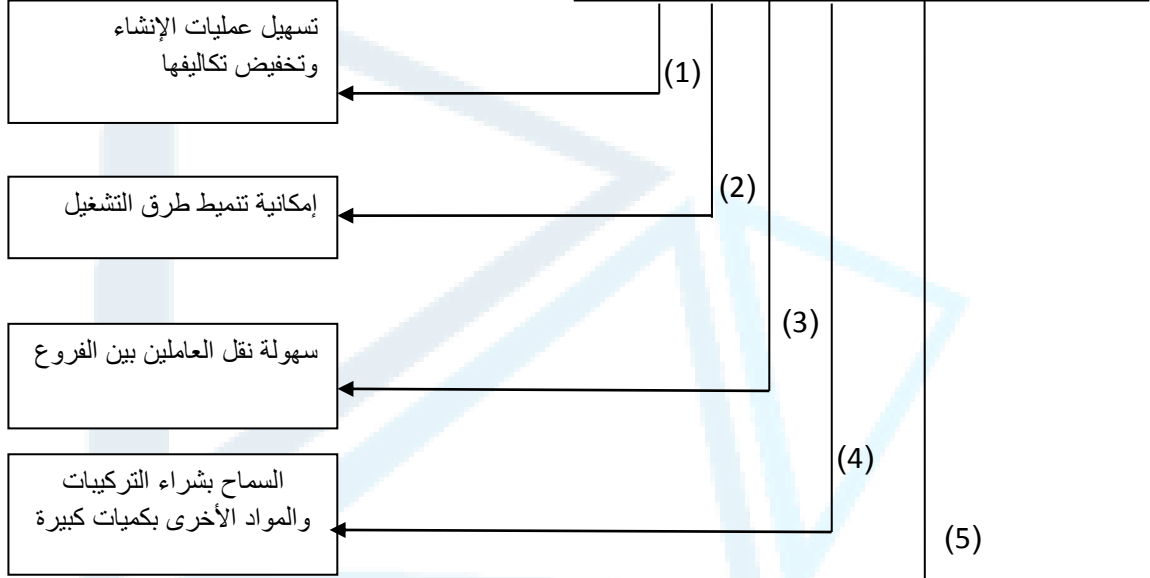 تسهيل عمليات الإنشاء
وتخفيض تكاليفها
(1)
إمكانية تنميط طرق التشغيل
(2)
سهولة نقل العاملين بين الفروع
(3)
السماح بشراء التركيبات
والمواد الأخرى بكميات كبيرة
(4)
(5)